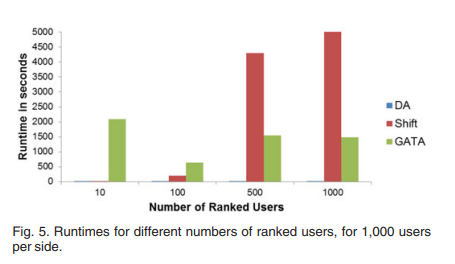 5000
4500
4000
3500
3000
2500
2000
1500
1000
500
0
Runtime in seconds
10 100 500 1000
Number of Ranked Users
DA
Shift
GATA
Fig. 5. Runtimes for different numbers of ranked users, for 1,000 users
per side.